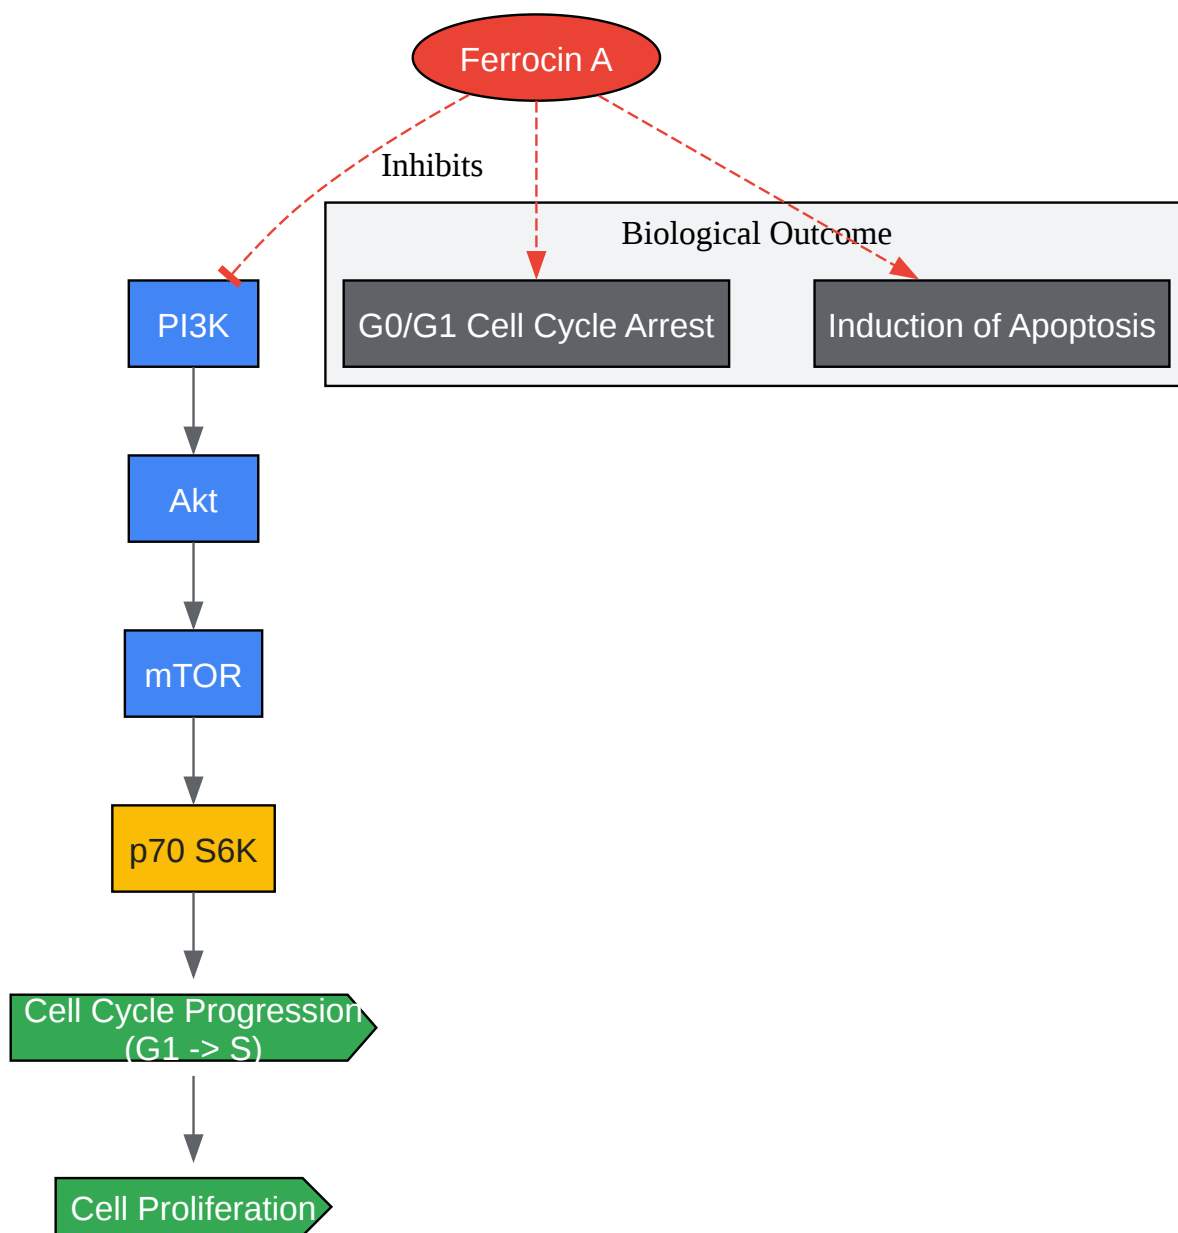 Ferrocin A
Inhibits
Biological Outcome
PI3K
G0/G1 Cell Cycle Arrest
Induction of Apoptosis
Akt
mTOR
p70 S6K
Cell Cycle Progression
(G1 -> S)
Cell Proliferation